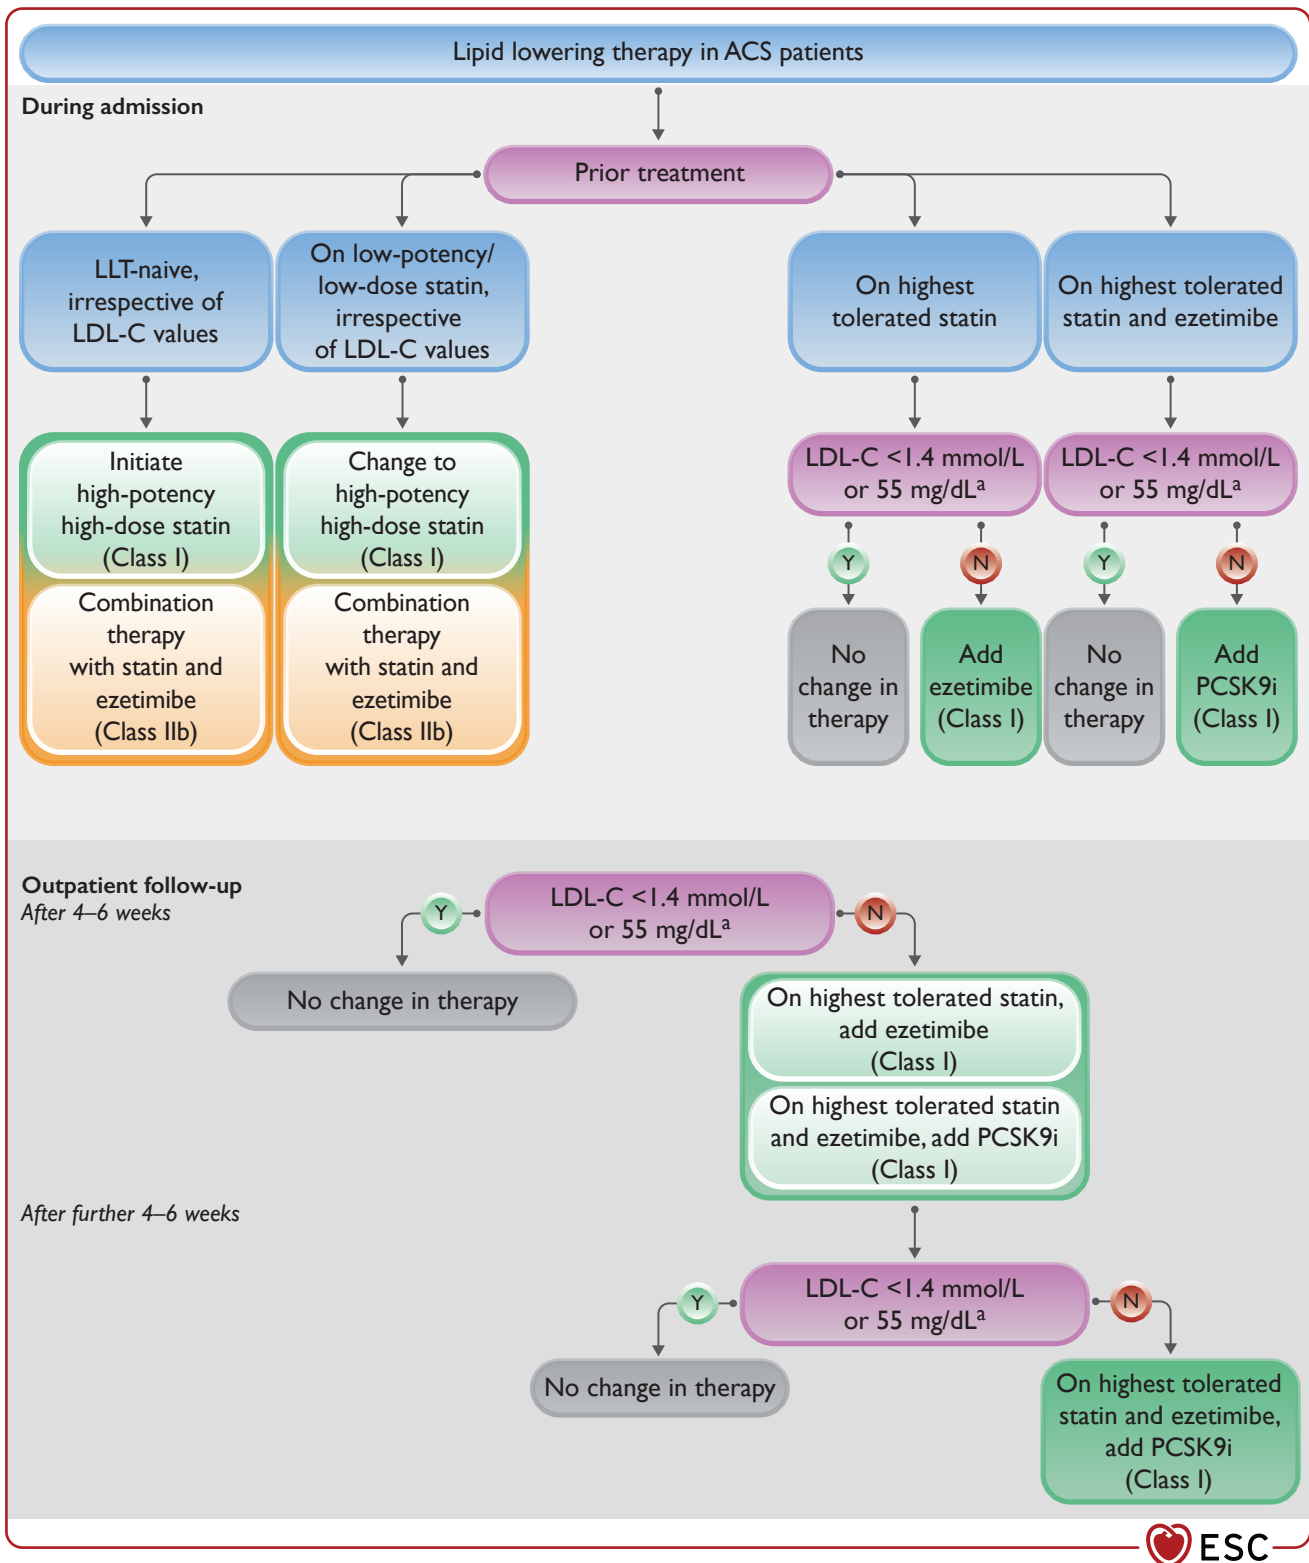 Lipid lowering therapy in ACS patients
During admission
Prior treatment
LLT-naive,
irrespective of
LDL-C values
On low-potency/
low-dose statin,
irrespective
of LDL-C values
On highest
tolerated statin
On highest tolerated
statin and ezetimibe
Initiate
high-potency
high-dose statin
(Class I)
Combination
therapy
with statin and
ezetimibe
(Class IIb)
Change to
high-potency
high-dose statin
(Class I)
Combination
therapy
with statin and
ezetimibe
(Class IIb)
LDL-C <1.4 mmol/L
or 55 mg/dLª
Y
N
No
change in
therapy
Add
ezetimibe
(Class I)
LDL-C <1.4 mmol/L
or 55 mg/dLª
Y
N
No
change in
therapy
Add
PCSK9i
(Class I)
Outpatient follow-up
After 4–6 weeks
LDL-C <1.4 mmol/L
or 55 mg/dLª
Y
N
No change in therapy
On highest tolerated statin,
add ezetimibe
(Class I)
On highest tolerated statin
and ezetimibe, add PCSK9i
(Class I)
After further 4–6 weeks
LDL-C <1.4 mmol/L
or 55 mg/dLª
Y
N
No change in therapy
On highest tolerated
statin and ezetimibe,
add PCSK9i
(Class I)
ESC